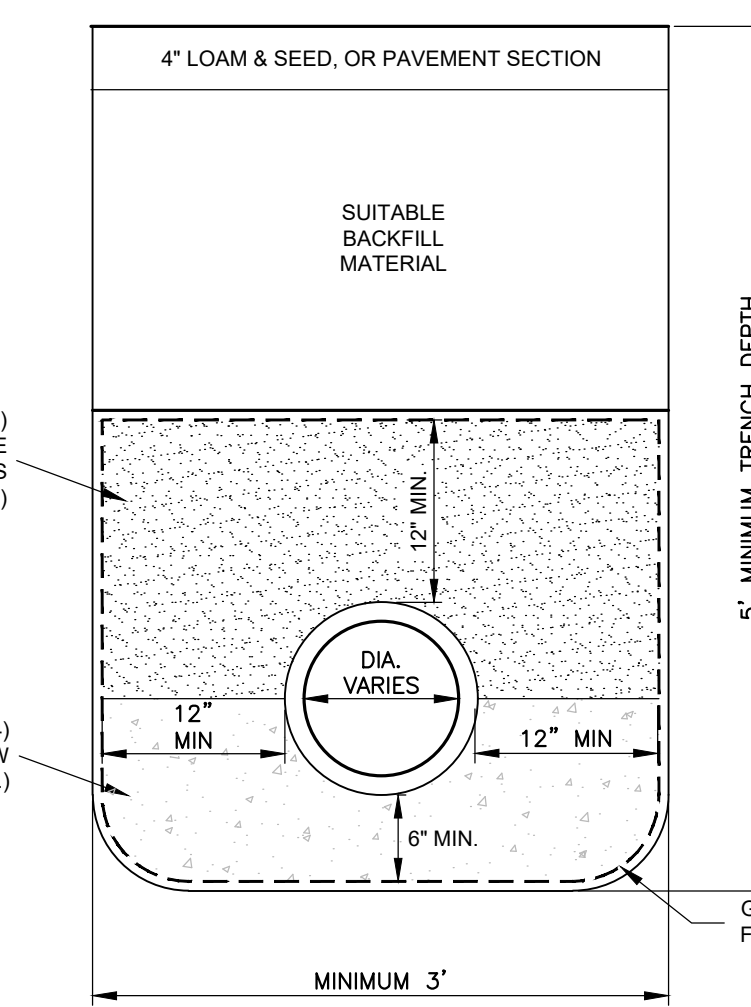 4" LOAM & SEED, OR PAVEMENT SECTION
SUITABLE
BACKFILL
MATERIAL
5' MINIMUM TRENCH DEPTH
12" MIN.
DIA.
VARIES
12"
MIN
12" MIN
6" MIN.
MINIMUM 3'